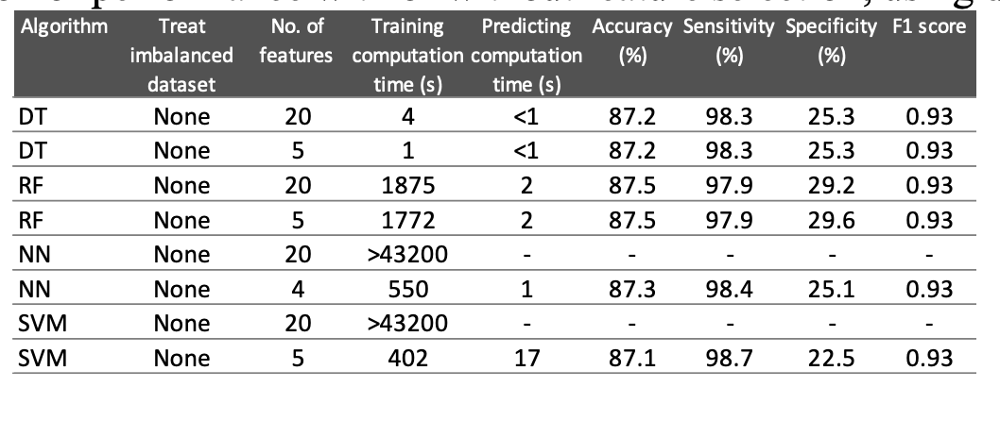 Algorithm Treat imbalanced dataset No. of features Training computation time (s) Predicting computation time (s) Accuracy (%) Sensitivity (%) Specificity (%) F1 score
DT None 20 4 <1 87.2 98.3 25.3 0.93
DT None 5 1 <1 87.2 98.3 25.3 0.93
RF None 20 1875 2 87.5 97.9 29.2 0.93
RF None 5 1772 2 87.5 97.9 29.6 0.93
NN None 20 >43200 - - - - -
NN None 4 550 1 87.3 98.4 25.1 0.93
SVM None 20 >43200 - - - - -
SVM None 5 402 17 87.1 98.7 22.5 0.93